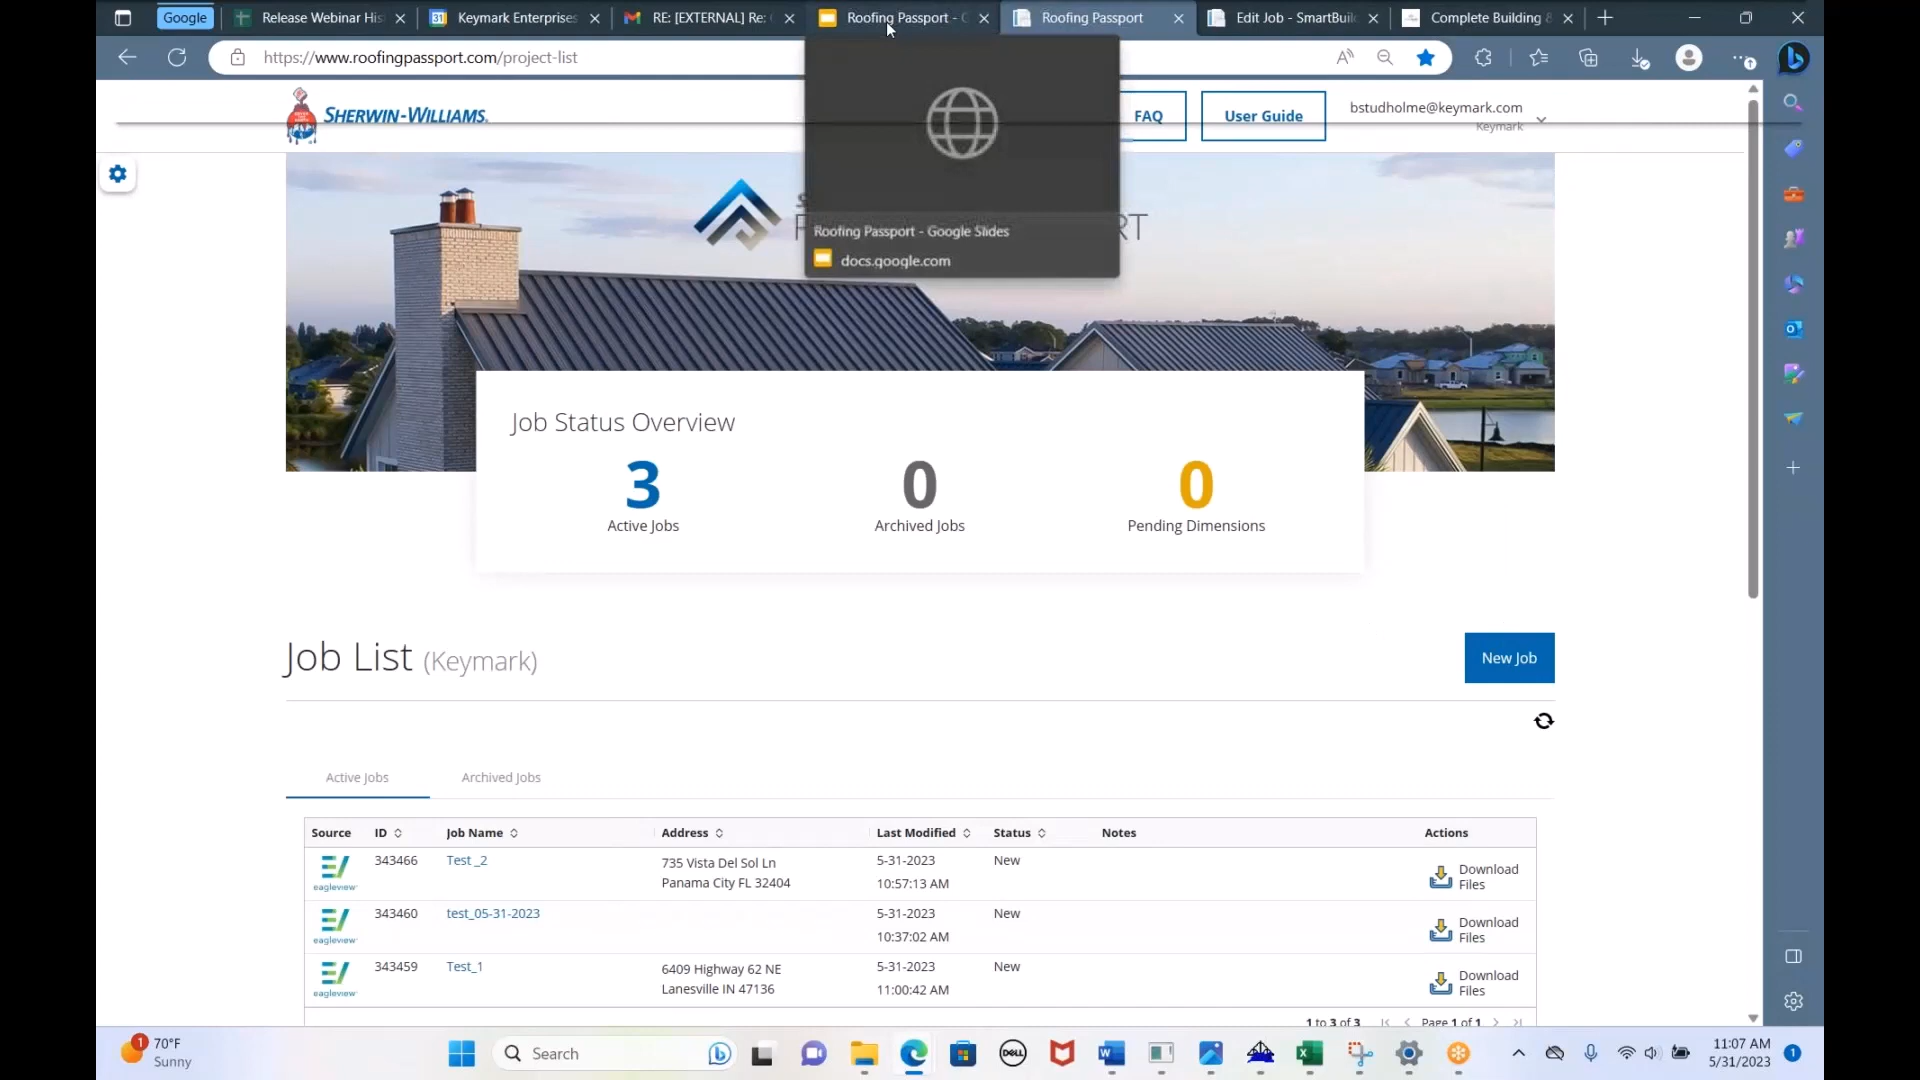 Google
Release Webinar His
Keymark Enterprises
RE: [EXTERNAL] Re:
Roofing Passport - G
Roofing Passport
Edit Job - SmartBuil
Complete Building &
https://www.roofingpassport.com/project-list
SHERWIN-WILLIAMS.
FAQ
User Guide
bstudholme@keymark.com
Keymark
Roofing Passport - Google Slides
docs.google.com
Job Status Overview
3
0
0
Active Jobs
Archived Jobs
Pending Dimensions
Job List (Keymark)
New Job
Active Jobs
Archived Jobs
Source ID Job Name Address Last Modified Status Notes Actions
eagleview 343466 Test _2 735 Vista Del Sol Ln
Panama City FL 32404 5-31-2023
10:57:13 AM New Download
Files
eagleview 343460 test_05-31-2023 5-31-2023
10:37:02 AM New Download
Files
eagleview 343459 Test_1 6409 Highway 62 NE
Lanesville IN 47136 5-31-2023
11:00:42 AM New Download
Files
1 to 3 of 3 Page 1 of 1
1
70°F
Sunny
Search
DELL
11:07 AM
5/31/2023
1